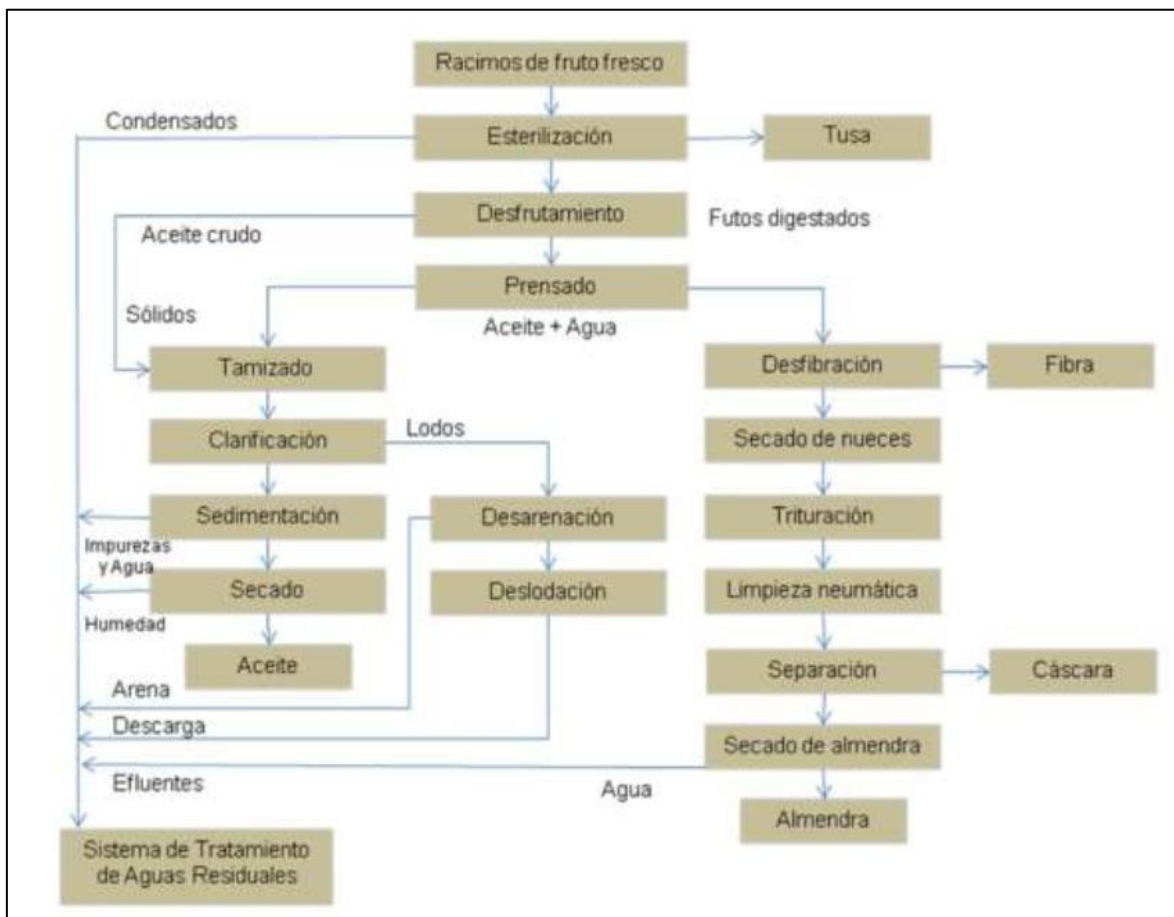 Racimos de fruto fresco
Condensados
Esterilización
Tusa
Desfrutamiento
Futos digestados
Aceite crudo
Prensado
Sólidos
Aceite + Agua
Tamizado
Desfibración
Fibra
Clarificación
Lodos
Secado de nueces
Sedimentación
Desarenación
Trituración
Impurezas
y Agua
Secado
Deslodación
Limpieza neumática
Humedad
Aceite
Separación
Cáscara
Arena
Descarga
Secado de almendra
Efluentes
Agua
Almendra
Sistema de Tratamiento
de Aguas Residuales